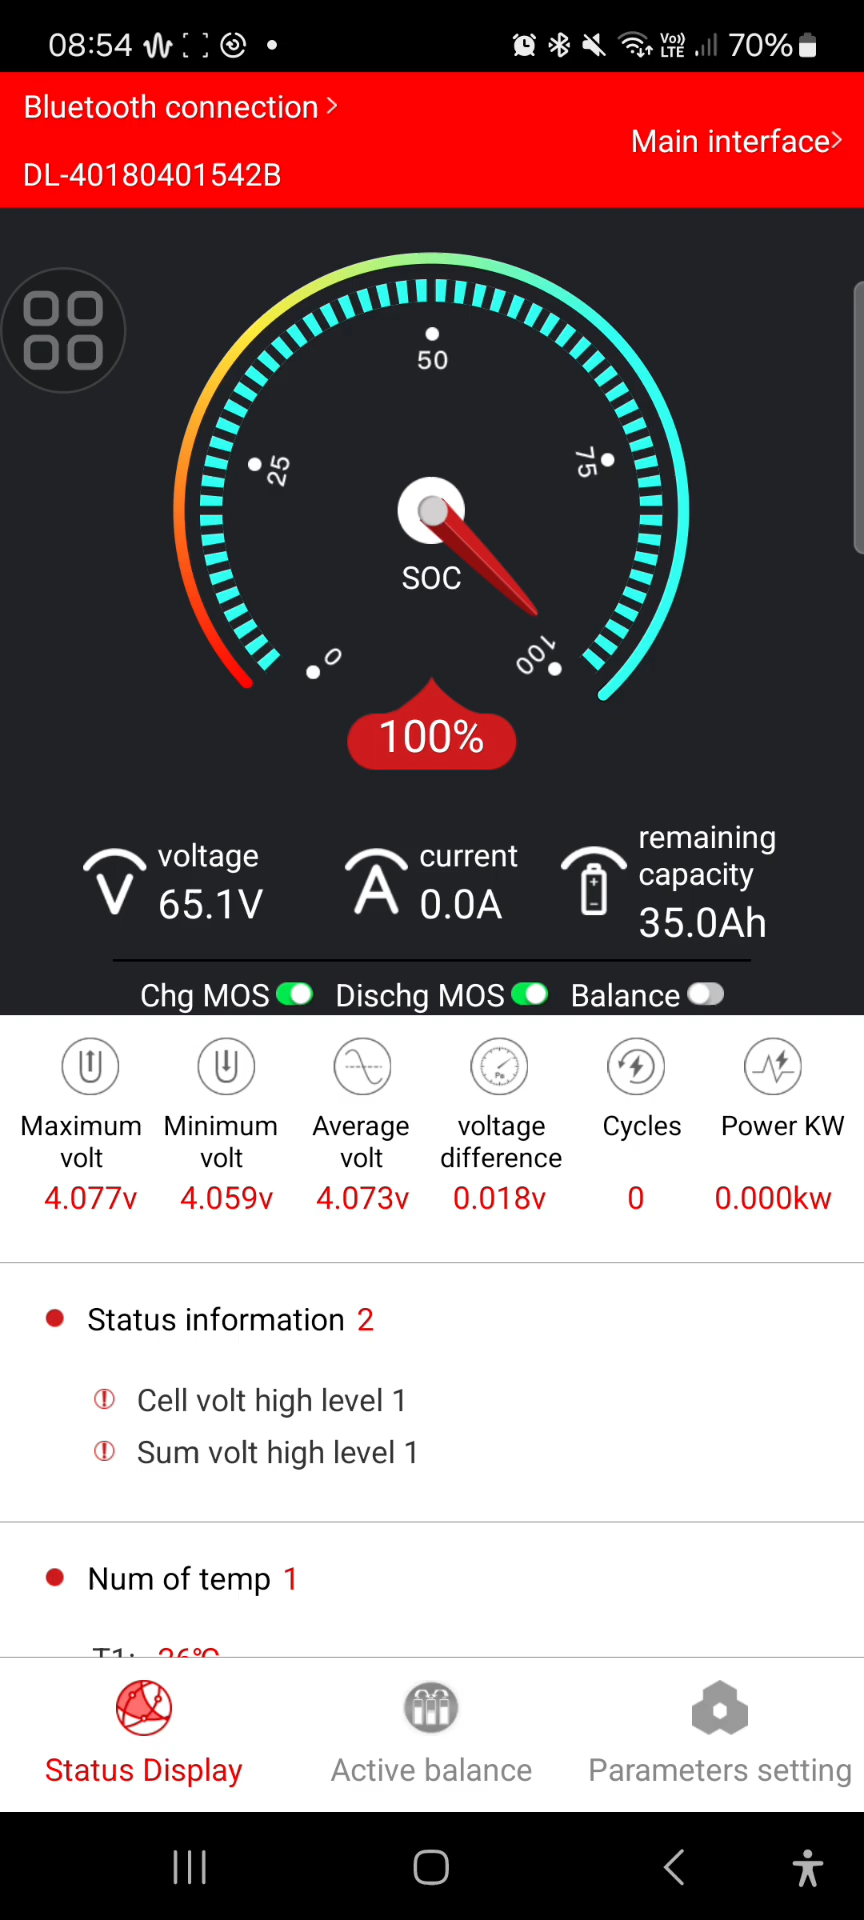 08:54
Vo)) LTE 70%
Bluetooth connection >
Main interface>
DL-40180401542B
50
25
75
SOC
0
100
100%
voltage
65.1V
current
0.0A
remaining capacity
35.0Ah
Chg MOS Dischg MOS Balance
Maximum volt
Minimum volt
Average volt
voltage difference
Cycles
Power KW
4.077v 4.059v 4.073v 0.018v 0 0.000kw
Status information 2
Cell volt high level 1
Sum volt high level 1
Num of temp 1
T1: 26°C
Status Display Active balance Parameters setting